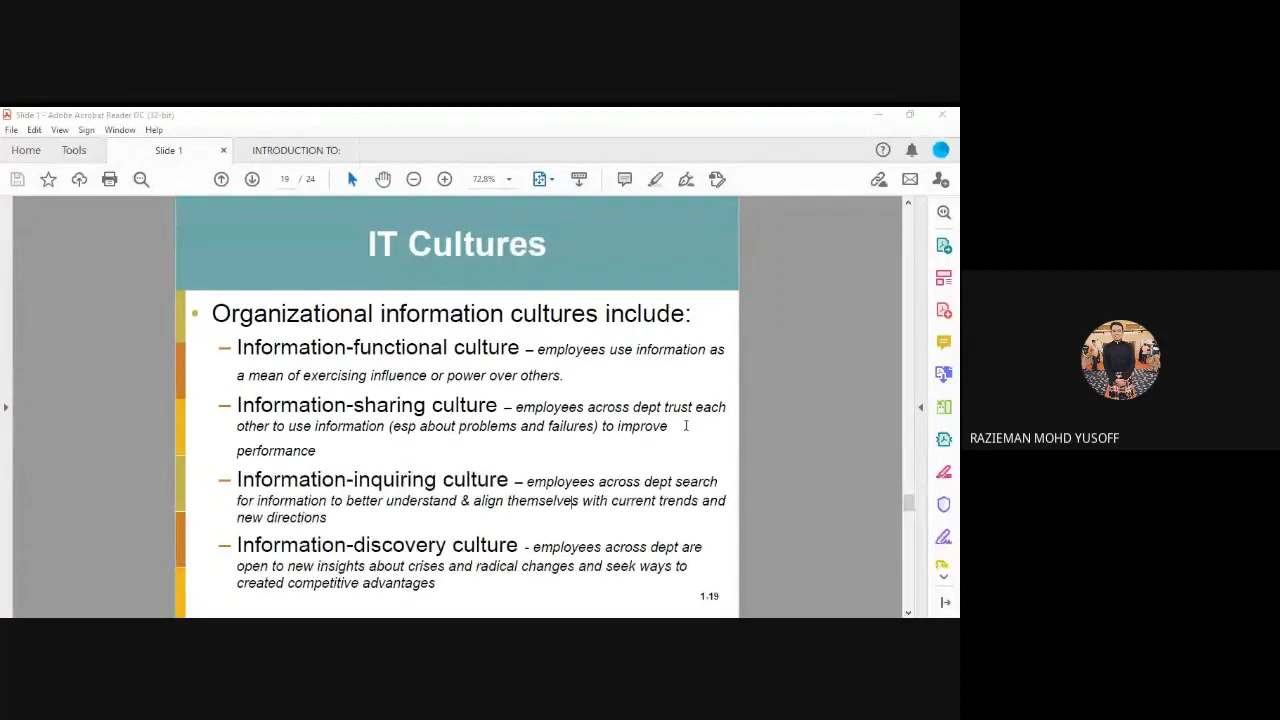 Slide 1 - Adobe Acrobat Reader DC (32-bit)
File Edit View Sign Window Help
Home Tools Slide 1 × INTRODUCTION TO:
19 / 24 72.8%
IT Cultures
• Organizational information cultures include:
– Information-functional culture – employees use information as
a mean of exercising influence or power over others.
– Information-sharing culture – employees across dept trust each
other to use information (esp about problems and failures) to improve
performance
– Information-inquiring culture – employees across dept search
for information to better understand & align themselves with current trends and
new directions
– Information-discovery culture - employees across dept are
open to new insights about crises and radical changes and seek ways to
created competitive advantages
1-19
RAZIEMAN MOHD YUSOFF